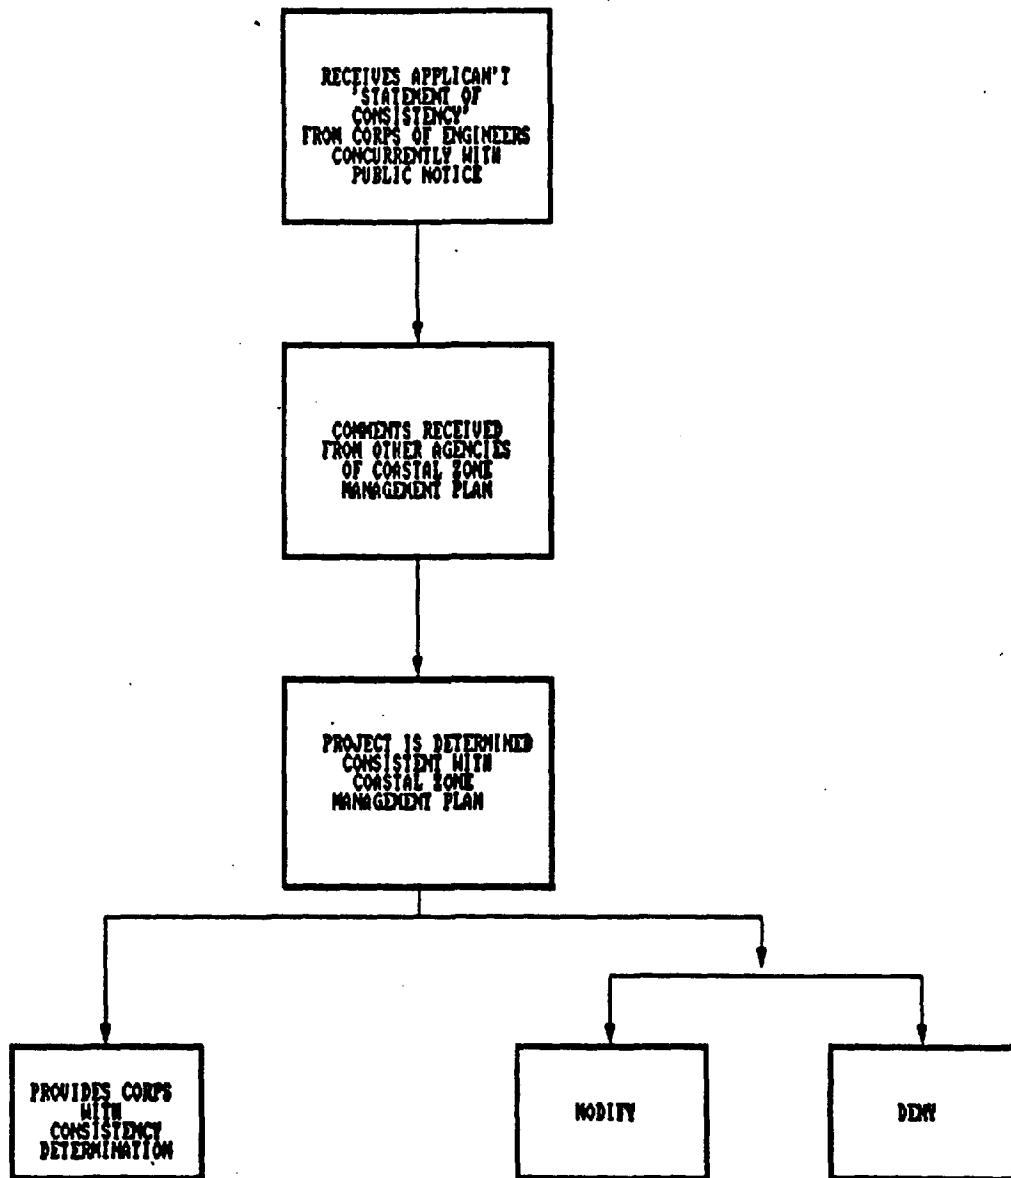 RECEIVES APPLICAN'T
'STATEMENT OF
CONSISTENCY'
FROM CORPS OF ENGINEERS
CONCURRENTLY WITH
PUBLIC NOTICE
COMMENTS RECEIVED
FROM OTHER AGENCIES
OF COASTAL ZONE
MANAGEMENT PLAN
PROJECT IS DETERMINED
CONSISTENT WITH
COASTAL ZONE
MANAGEMENT PLAN
PROVIDES CORPS
WITH
CONSISTENCY
DETERMINATION
MODIFY
DENY